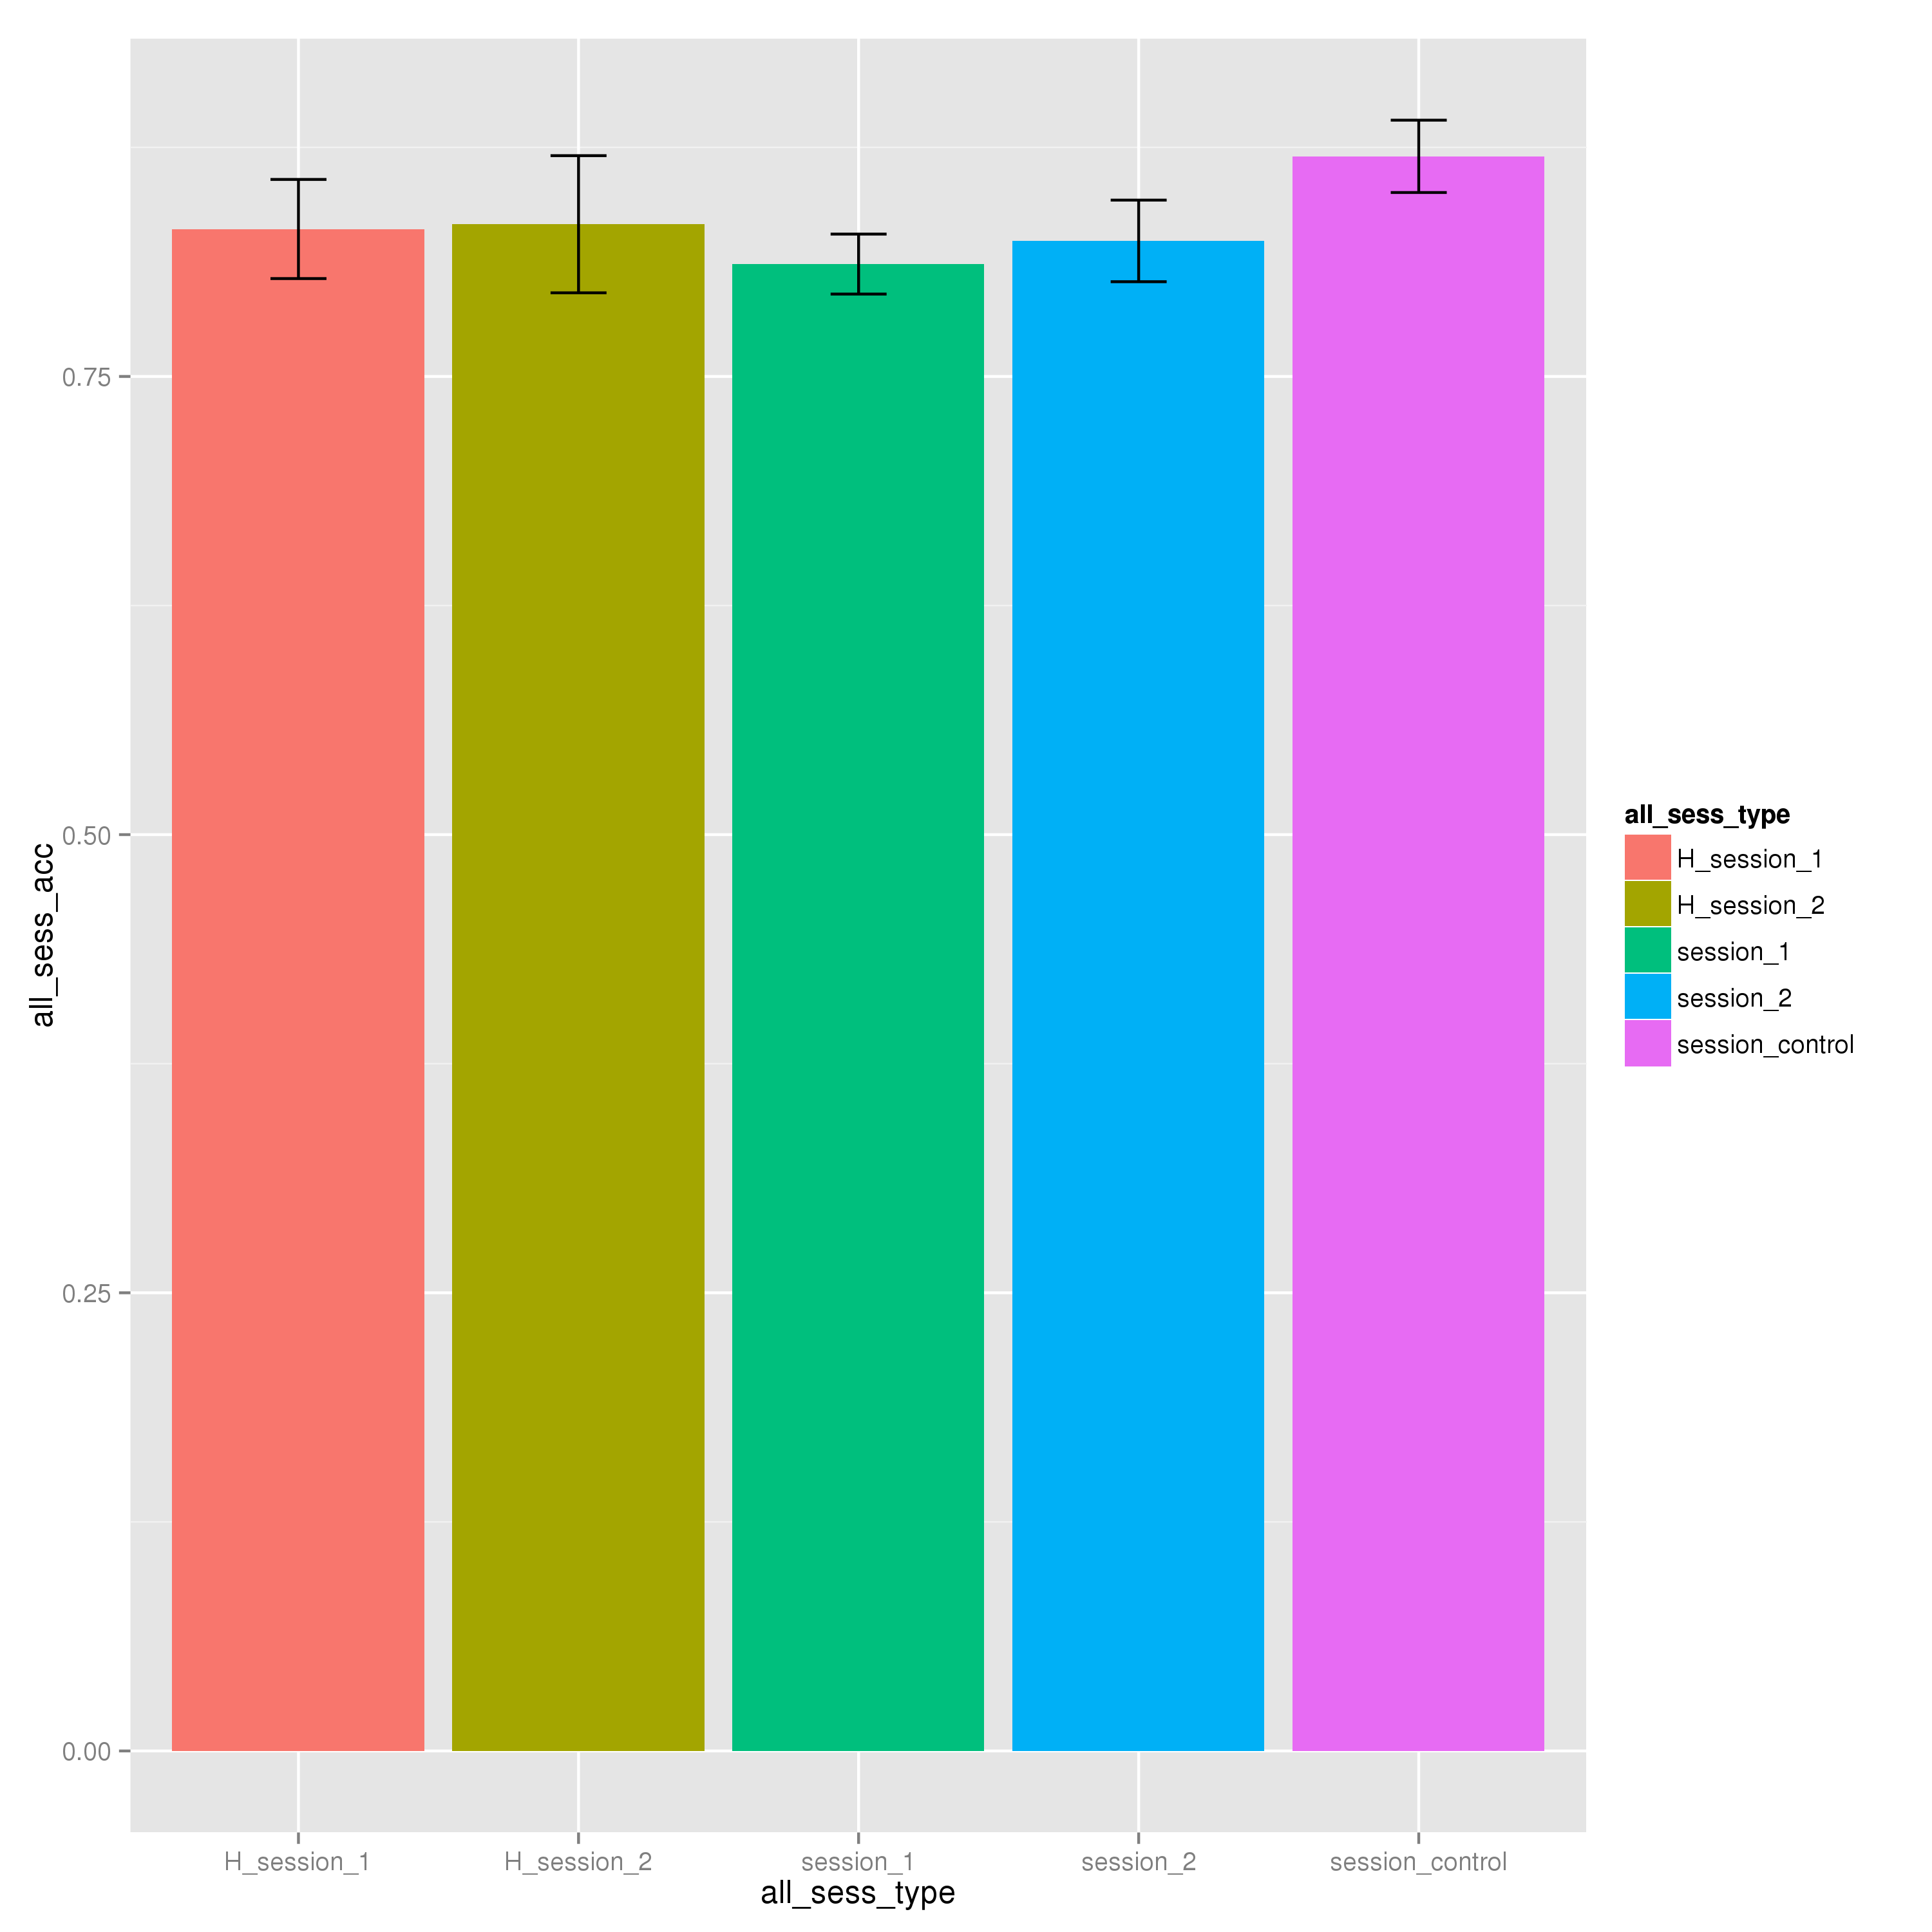 all_sess_acc
0.75
0.50
0.25
0.00
H_session_1
H_session_2
session_1
session_2
session_control
all_sess_type
all_sess_type
H_session_1
H_session_2
session_1
session_2
session_control